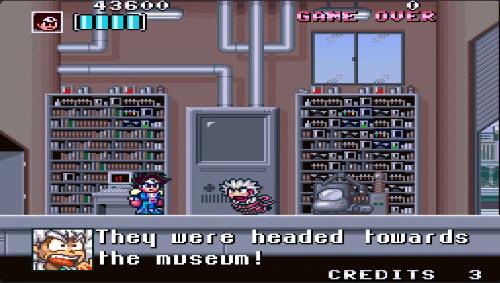 43600
0
GAME OVER
They were headed towards
the museum!
CREDITS 3